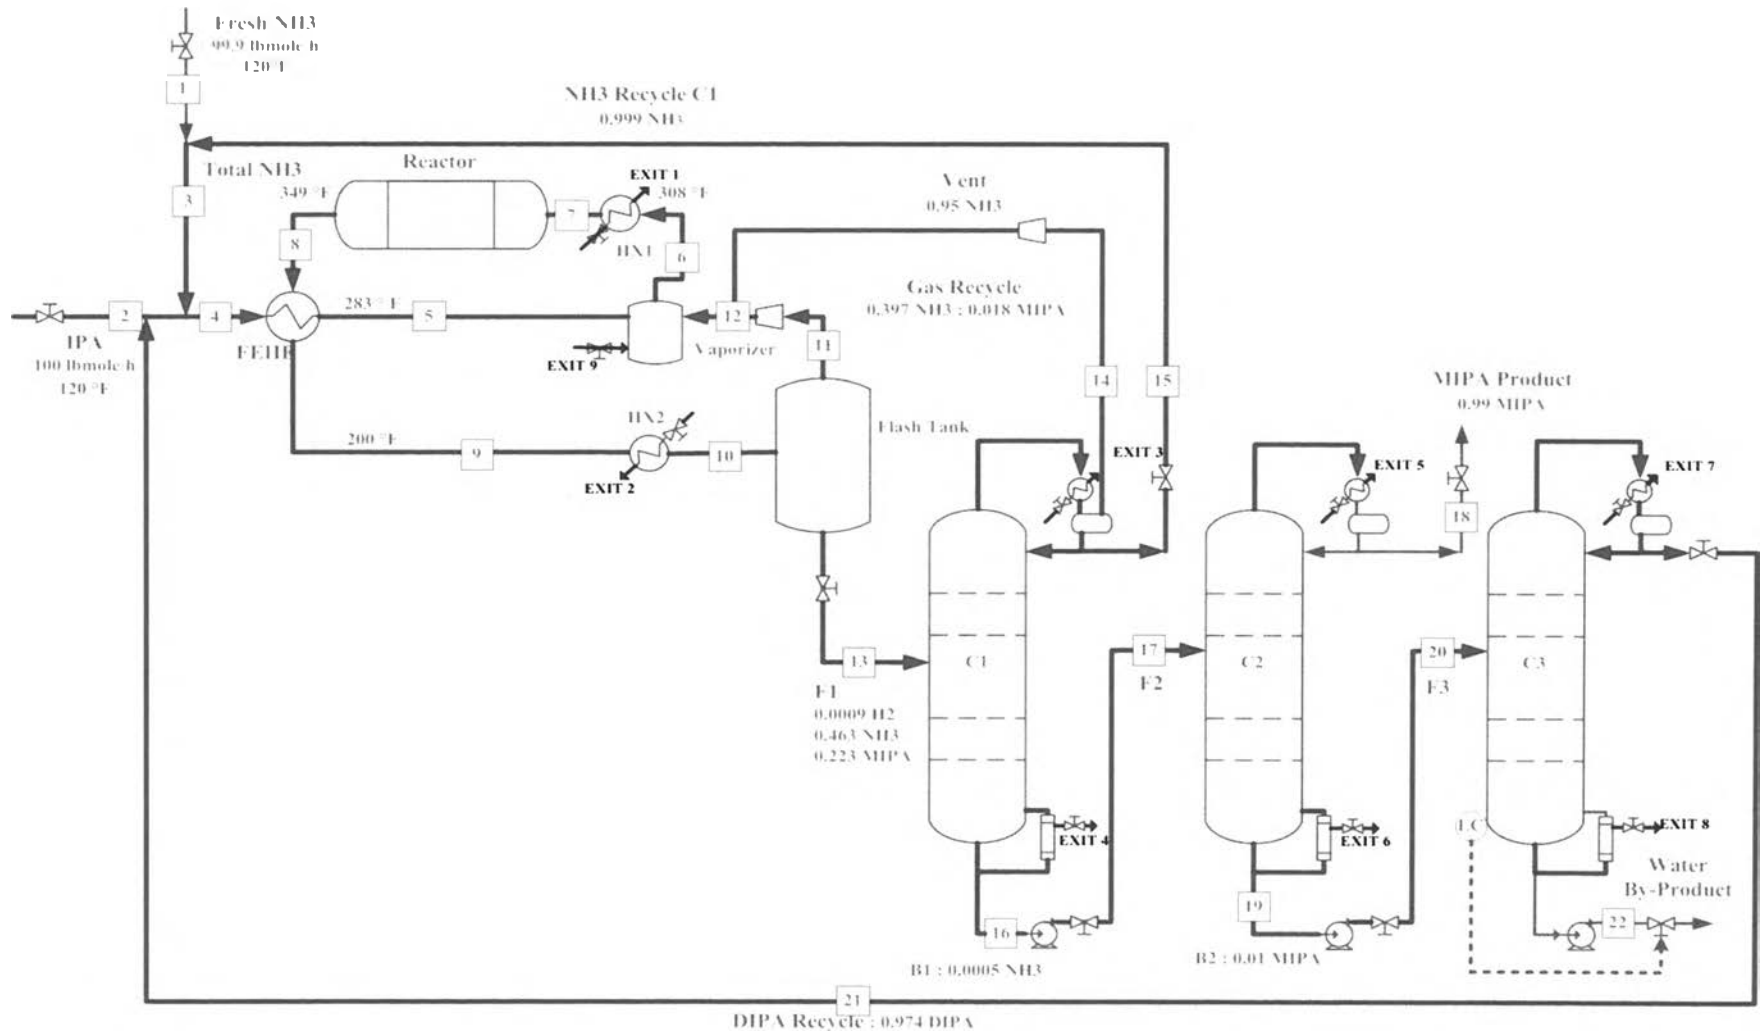 Fresh NH3
99.9 lbmole/h
120°F
1
NH3 Recycle C1
0.999 NH3
Total NH3
3
Reactor
349 °F
EXIT 1
308 °F
7
HX1
8
6
Vent
0.95 NH3
Gas Recycle
0.397 NH3 : 0.018 MIPA
2
4
283 ° F
5
12
11
IPA
100 lbmole/h
120 °F
FEHE
EXIT 9
Vaporizer
14
15
MIPA Product
0.99 MIPA
HX2
Flash Tank
200 °F
9
10
EXIT 2
EXIT 3
EXIT 5
EXIT 7
18
13
C1
17
C2
20
C3
F1
0.0009 H2
0.463 NH3
0.223 MIPA
F2
F3
EXIT 4
EXIT 6
LC
EXIT 8
Water
By-Product
16
19
22
B1 : 0.0005 NH3
B2 : 0.01 MIPA
21
DIPA Recycle : 0.974 DIPA